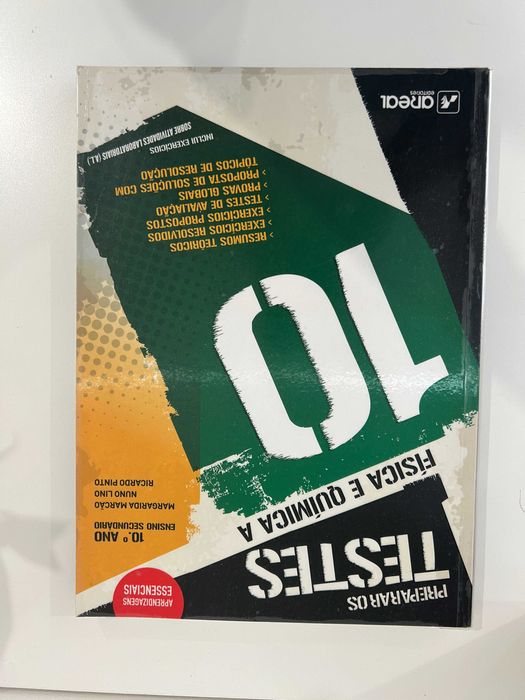 PREPARAR OS
TESTES
FÍSICA E QUÍMICA A
APRENDIZAGENS
ESSENCIAIS
10.º ANO
ENSINO SECUNDÁRIO
MARGARIDA MARCÃO
NUNO LINO
RICARDO PINTO
10
> RESUMOS TEÓRICOS
> EXERCÍCIOS RESOLVIDOS
> EXERCÍCIOS PROPOSTOS
> TESTES DE AVALIAÇÃO
> PROVAS GLOBAIS
> PROPOSTA DE SOLUÇÕES COM
TÓPICOS DE RESOLUÇÃO
INCLUI EXERCÍCIOS
SOBRE ATIVIDADES LABORATORIAIS (A.L.)
areal
editores